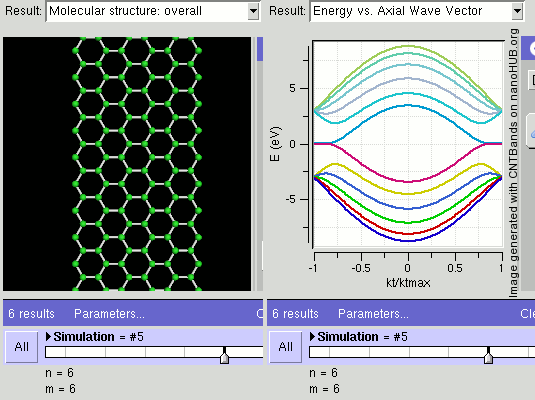 Result: Molecular structure: overall
Result: Energy vs. Axial Wave Vector
E (eV)
5
0
-5
-1
-0.5
0
0.5
1
kt/ktmax
Image generated with CNTBands on nanoHUB.org
6 results Parameters...
6 results Parameters... Cle
All
Simulation = #5
n = 6
m = 6
All
Simulation = #5
n = 6
m = 6